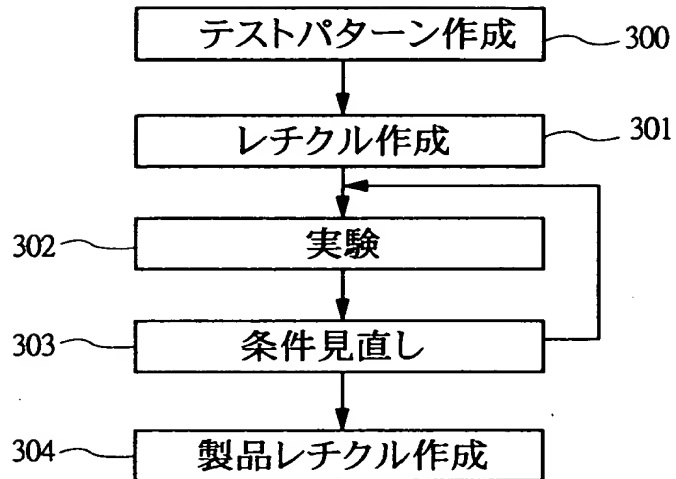 テストパターン作成
300
レチクル作成
301
302
実験
303
条件見直し
304
製品レチクル作成